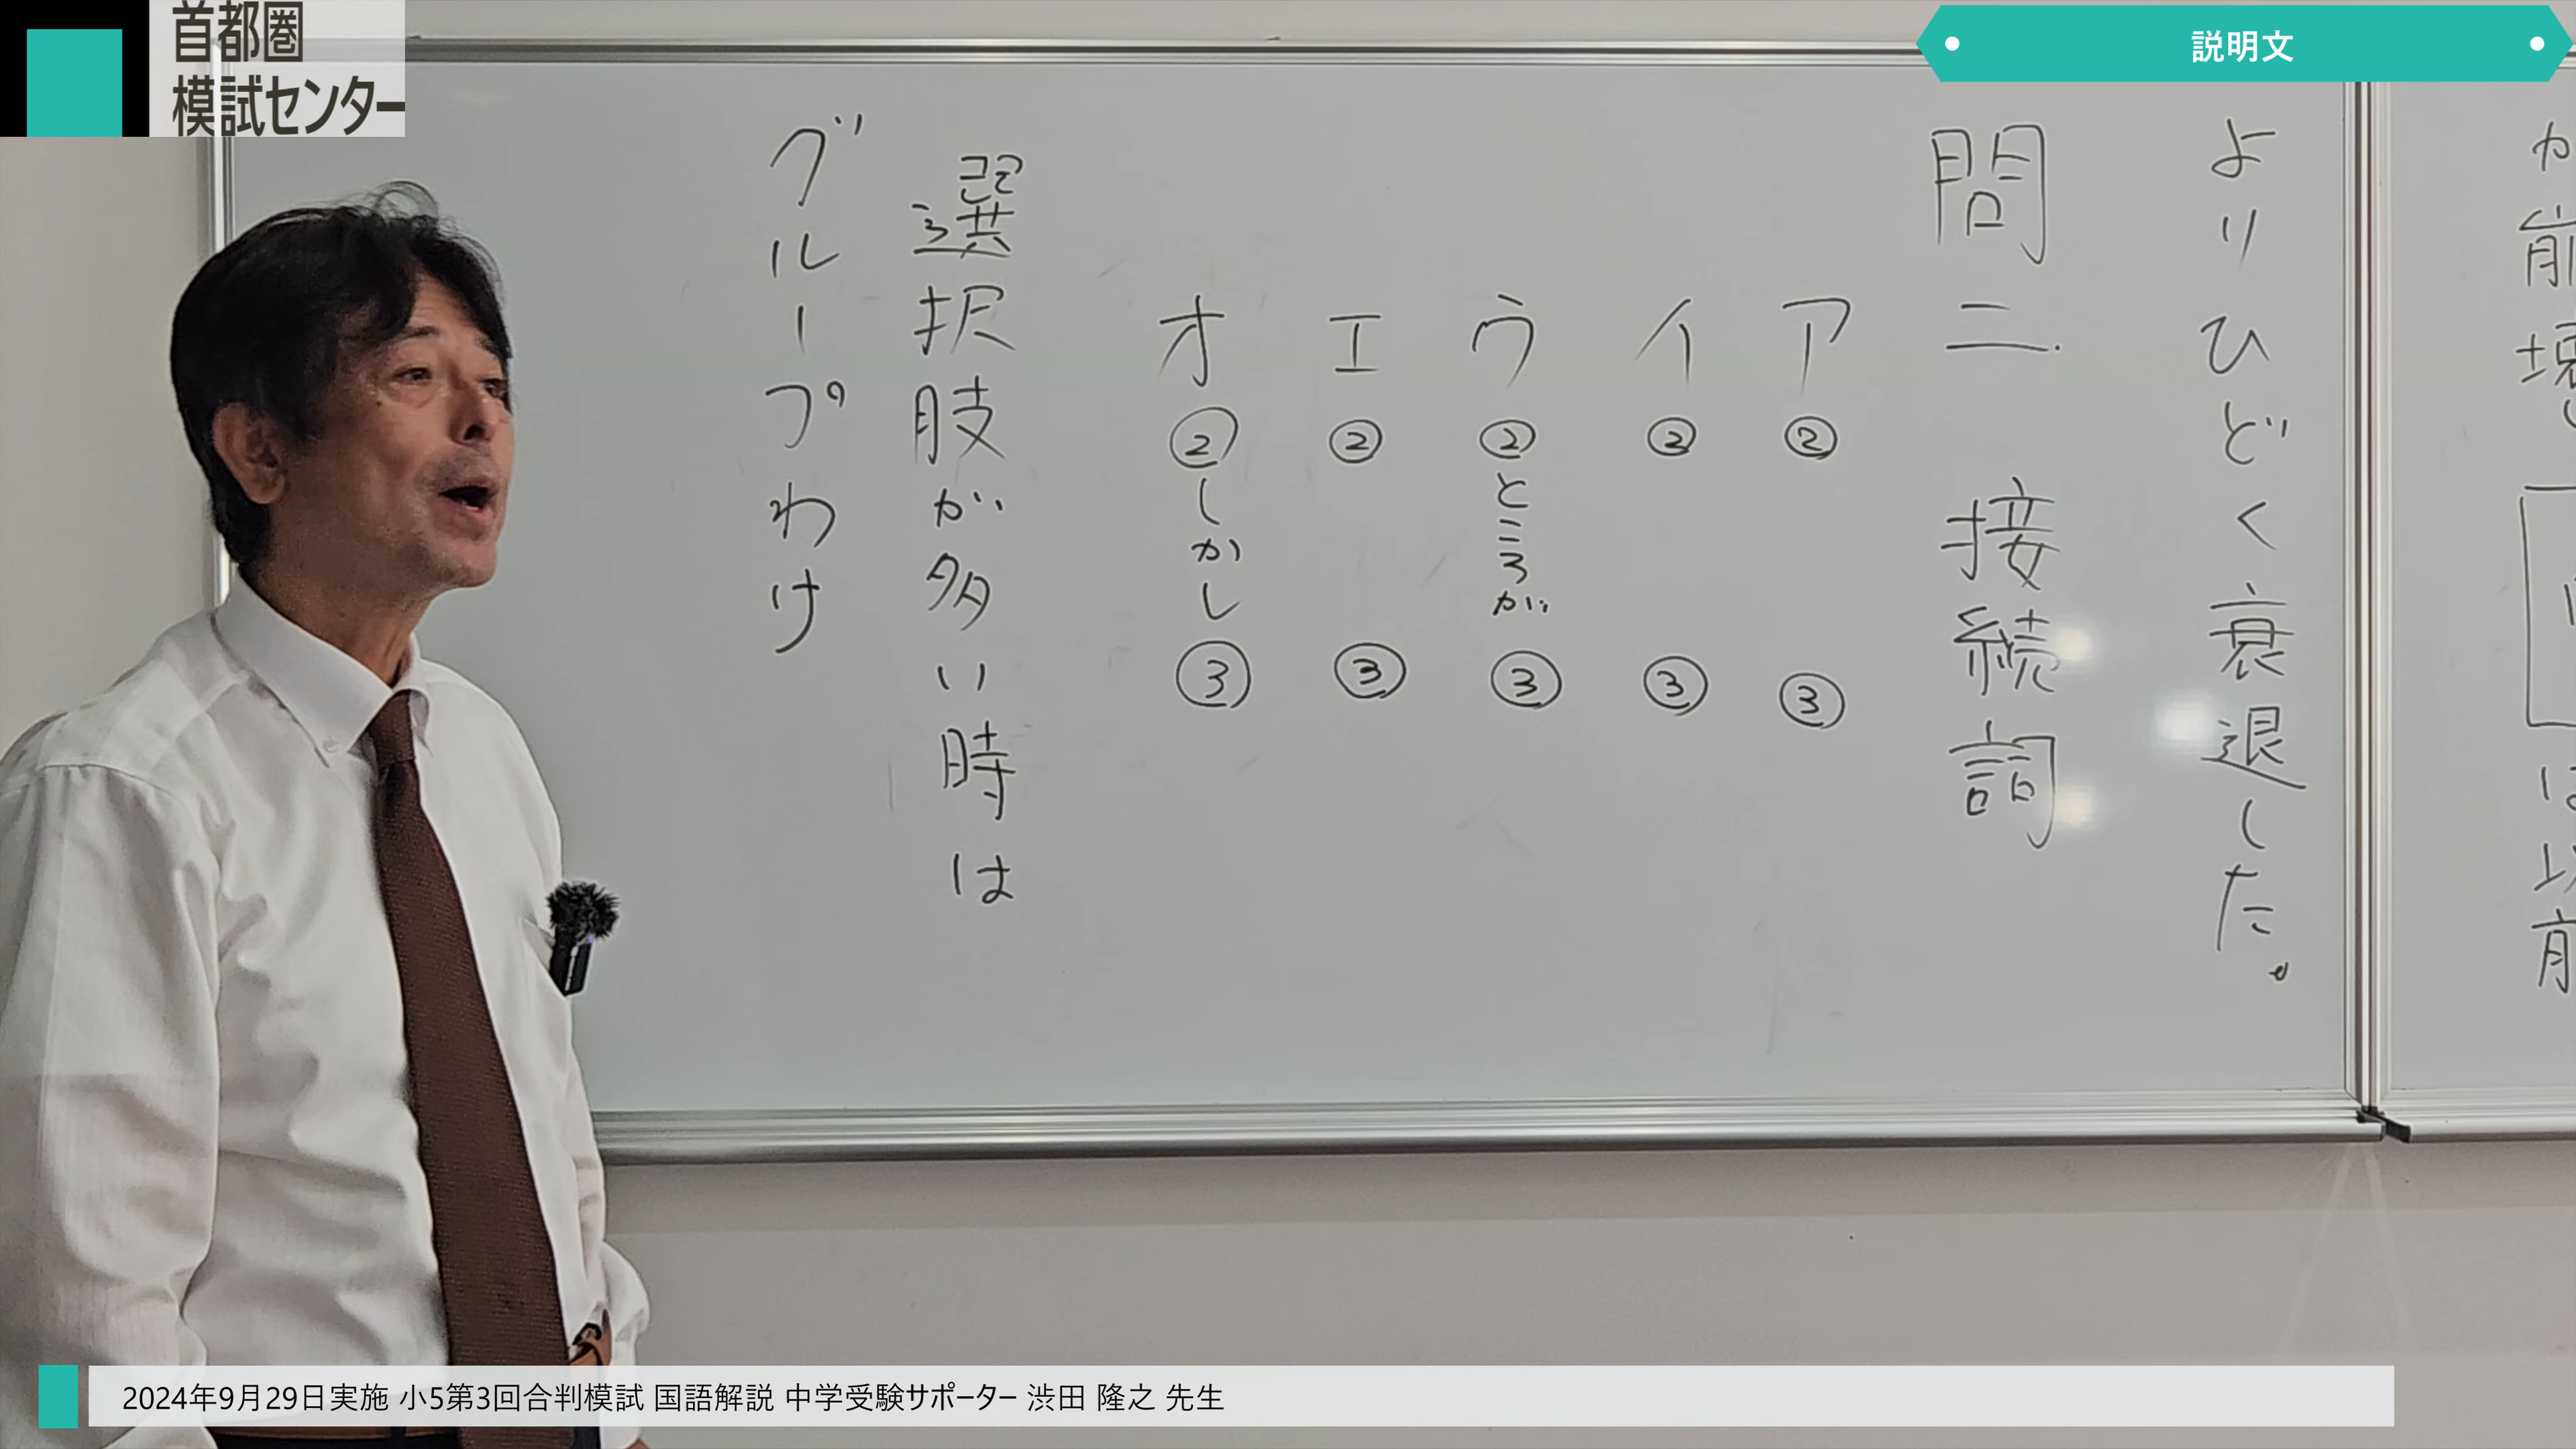 首都圏
模試センター
説明文
よりひどく衰退した。
問二. 接続詞
ア② ③
イ② ③
ウ②ところが ③
エ② ③
オ②しかし ③
選択肢が多い時は
グループわけ
2024年9月29日実施 小5第3回合判模試 国語解説 中学受験サポーター 渋田 隆之 先生